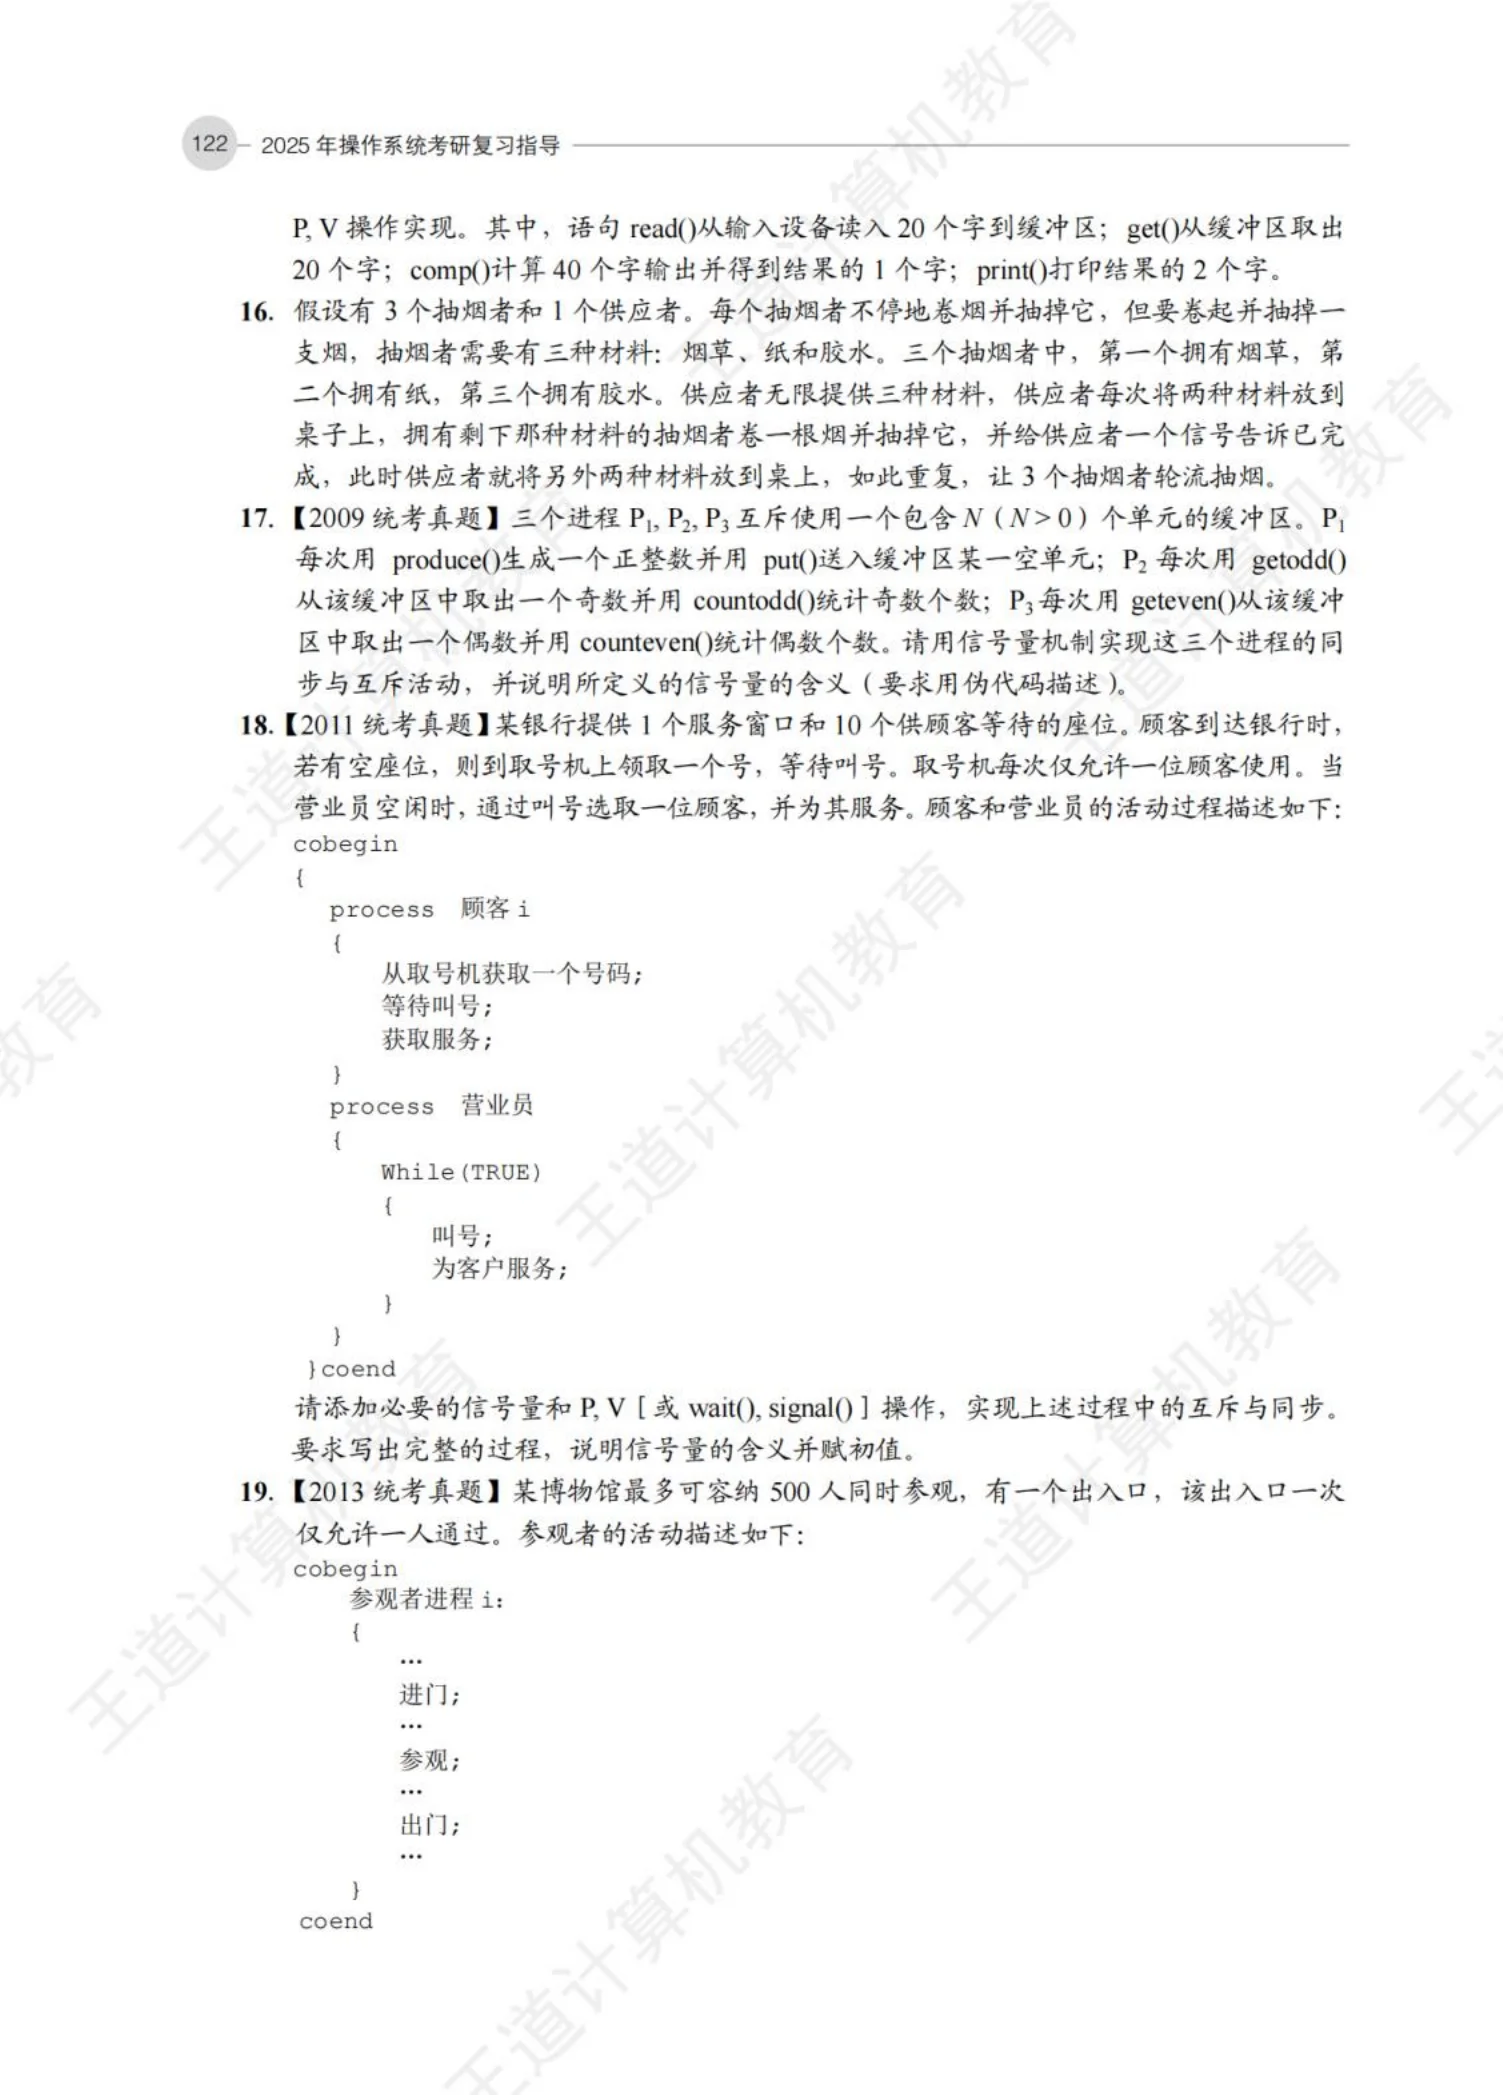 122 2025 年操作系统考研复习指导
P, V 操作实现。其中，语句 read()从输入设备读入 20 个字到缓冲区；get()从缓冲区取出
20 个字；comp()计算 40 个字输出并得到结果的 1 个字；print()打印结果的 2 个字。
16. 假设有 3 个抽烟者和 1 个供应者。每个抽烟者不停地卷烟并抽掉它，但要卷起并抽掉一
支烟，抽烟者需要有三种材料：烟草、纸和胶水。三个抽烟者中，第一个拥有烟草，第
二个拥有纸，第三个拥有胶水。供应者无限提供三种材料，供应者每次将两种材料放到
桌子上，拥有剩下那种材料的抽烟者卷一根烟并抽掉它，并给供应者一个信号告诉已完
成，此时供应者就将另外两种材料放到桌上，如此重复，让 3 个抽烟者轮流抽烟。
17. 【2009 统考真题】三个进程 P₁, P₂, P₃ 互斥使用一个包含 N（N > 0）个单元的缓冲区。P₁
每次用 produce()生成一个正整数并用 put()送入缓冲区某一空单元；P₂ 每次用 getodd()
从该缓冲区中取出一个奇数并用 countodd()统计奇数个数；P₃ 每次用 geteven()从该缓冲
区中取出一个偶数并用 counteven()统计偶数个数。请用信号量机制实现这三个进程的同
步与互斥活动，并说明所定义的信号量的含义（要求用伪代码描述）。
18. 【2011 统考真题】某银行提供 1 个服务窗口和 10 个供顾客等待的座位。顾客到达银行时，
若有空座位，则到取号机上领取一个号，等待叫号。取号机每次仅允许一位顾客使用。当
营业员空闲时，通过叫号选取一位顾客，并为其服务。顾客和营业员的活动过程描述如下：
cobegin
{
process 顾客 i
{
从取号机获取一个号码；
等待叫号；
获取服务；
}
process 营业员
{
While(TRUE)
{
叫号；
为客户服务；
}
}
}coend
请添加必要的信号量和 P, V［或 wait(), signal()］操作，实现上述过程中的互斥与同步。
要求写出完整的过程，说明信号量的含义并赋初值。
19. 【2013 统考真题】某博物馆最多可容纳 500 人同时参观，有一个出入口，该出入口一次
仅允许一人通过。参观者的活动描述如下：
cobegin
参观者进程 i：
{
…
进门；
…
参观；
…
出门；
…
}
coend
王道计算机教育